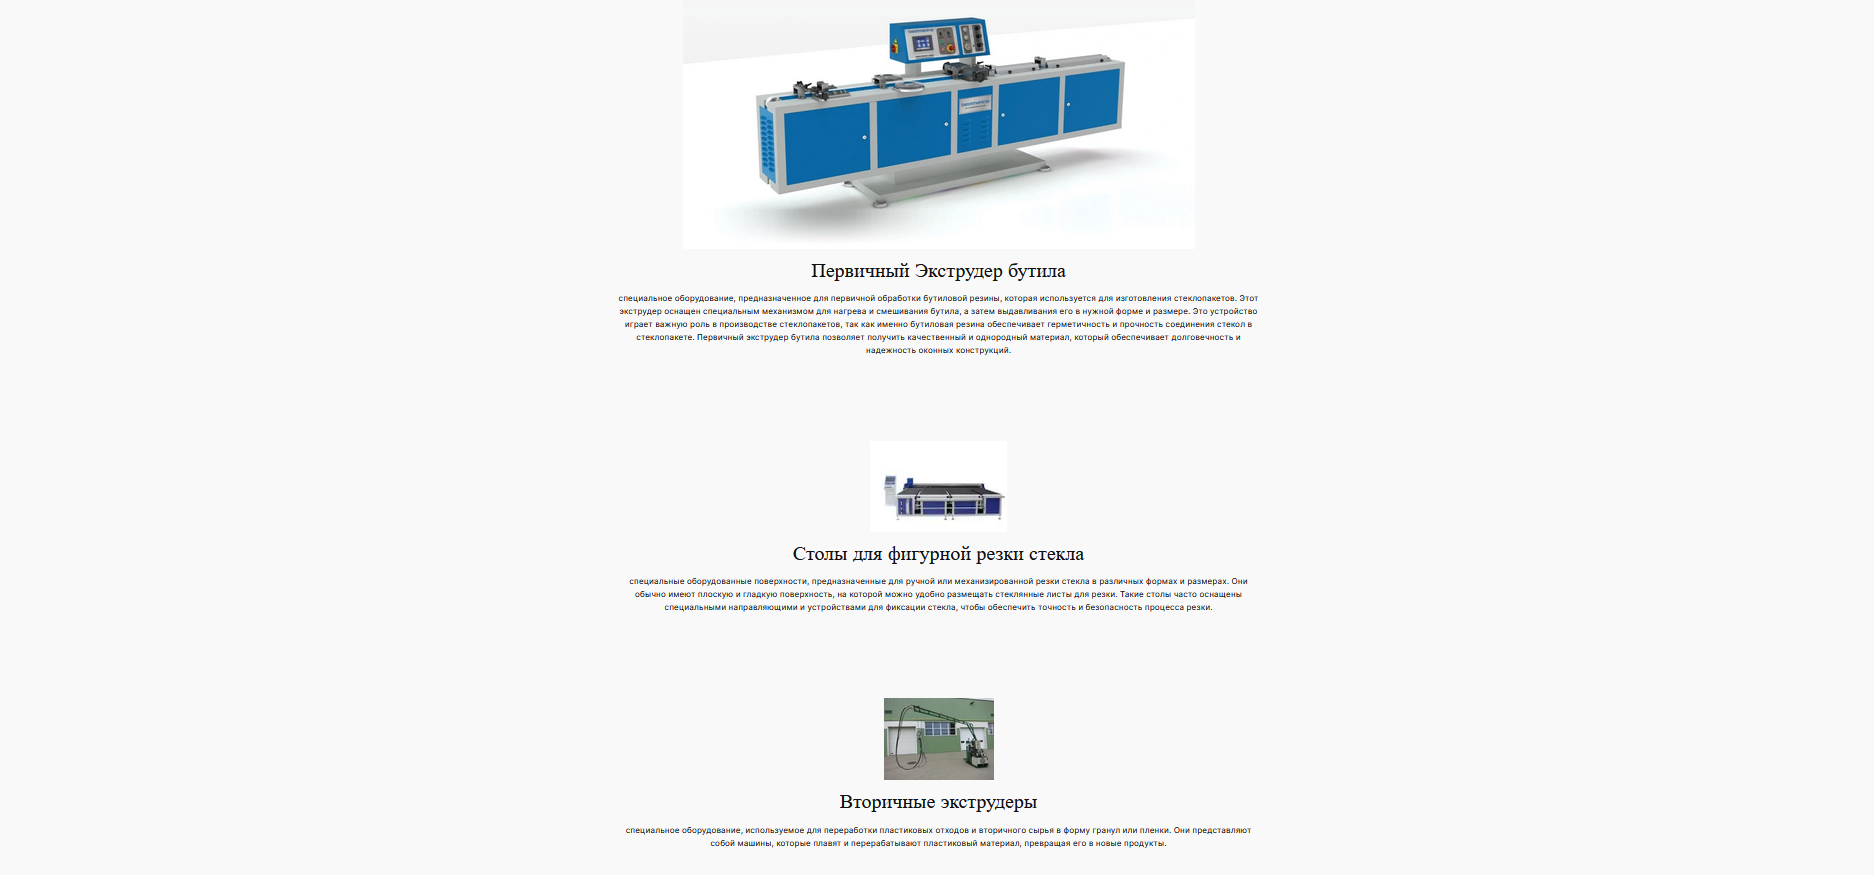 Первичный Экструдер бутила
специальное оборудование, предназначенное для первичной обработки бутиловой резины, которая используется для изготовления стеклопакетов. Этот
экструдер оснащен специальным механизмом для нагрева и смешивания бутила, а затем выдавливания его в нужной форме и размере. Это устройство
играет важную роль в производстве стеклопакетов, так как именно бутиловая резина обеспечивает герметичность и прочность соединения стекол в
стеклопакете. Первичный экструдер бутила позволяет получить качественный и однородный материал, который обеспечивает долговечность и
надежность оконных конструкций.
Столы для фигурной резки стекла
специальные оборудованные поверхности, предназначенные для ручной или механизированной резки стекла в различных формах и размерах. Они
обычно имеют плоскую и гладкую поверхность, на которой можно удобно размещать стеклянные листы для резки. Такие столы часто оснащены
специальными направляющими и устройствами для фиксации стекла, чтобы обеспечить точность и безопасность процесса резки.
Вторичные экструдеры
специальное оборудование, используемое для переработки пластиковых отходов и вторичного сырья в форму гранул или пленки. Они представляют
собой машины, которые плавят и перерабатывают пластиковый материал, превращая его в новые продукты.